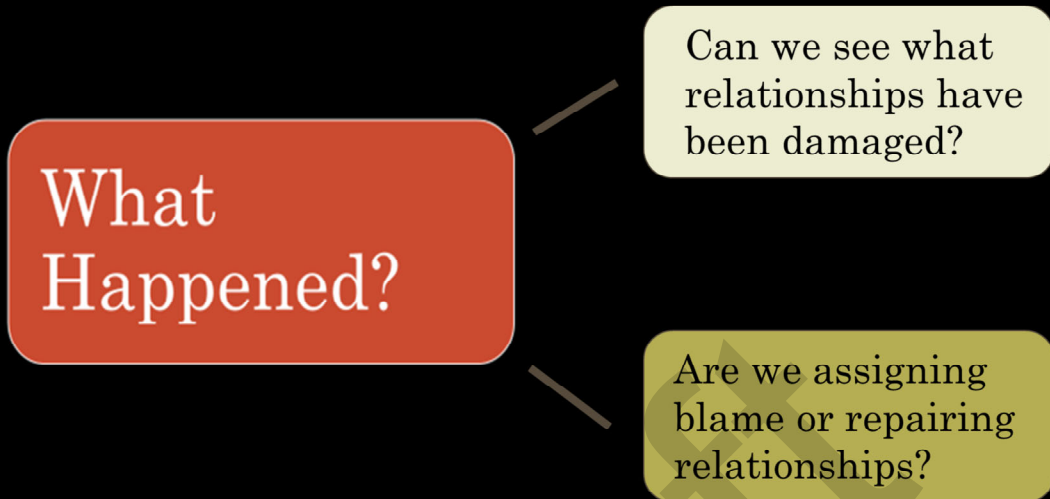 What
Happened?
Can we see what
relationships have
been damaged?
Are we assigning
blame or repairing
relationships?